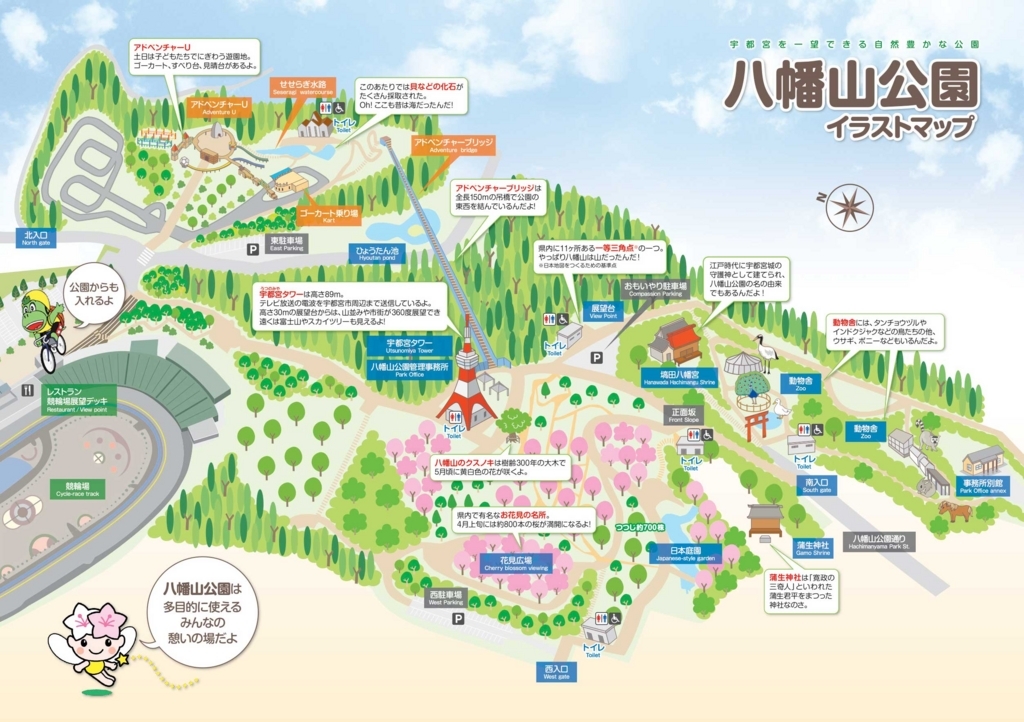 宇都宮を一望できる自然豊かな公園
八幡山公園
イラストマップ
N
アドベンチャーU
土日は子どもたちでにぎわう遊園地。
ゴーカート、すべり台、見晴台があるよ。
せせらぎ水路
Seseragi watercourse
このあたりでは貝などの化石が
たくさん採取された。
Oh! ここも昔は海だったんだ!
アドベンチャーU
Adventure U
トイレ
Toilet
アドベンチャーブリッジ
Adventure bridge
アドベンチャーブリッジは
全長150mの吊橋で公園の
東西を結んでいるんだよ!
ゴーカート乗り場
Kart
北入口
North gate
P
東駐車場
East Parking
ひょうたん池
Hyoutan pond
県内に11ヶ所ある一等三角点※の一つ。
やっぱり八幡山は山だったんだ!
※日本地図をつくるための基準点
江戸時代に宇都宮城の
守護神として建てられ、
八幡山公園の名の由来
でもあるんだよ!
公園からも
入れるよ
うつのみや
宇都宮タワーは高さ89m。
テレビ放送の電波を宇都宮市周辺まで送信しているよ。
高さ30mの展望台からは、山並みや市街が360度展望でき
遠くは富士山やスカイツリーも見えるよ!
おもいやり駐車場
Compassion Parking
展望台
View Point
トイレ
Toilet
P
動物舎には、タンチョウヅルや
インドクジャクなどの鳥たちの他、
ウサギ、ポニーなどもいるんだよ。
宇都宮タワー
Utsunomiya Tower
八幡山公園管理事務所
Park Office
塙田八幡宮
Hanawada Hachimangu Shrine
動物舎
Zoo
レストラン
競輪場展望デッキ
Restaurant / View point
トイレ
Toilet
正面坂
Front Slope
トイレ
Toilet
動物舎
Zoo
トイレ
Toilet
八幡山のクスノキは樹齢300年の大木で
5月頃に黄白色の花が咲くよ。
競輪場
Cycle-race track
南入口
South gate
事務所別館
Park Office annex
県内で有名なお花見の名所。
4月上旬には約800本の桜が満開になるよ!
つつじ約700株
花見広場
Cherry blossom viewing
日本庭園
Japanese-style garden
蒲生神社
Gamo Shrine
八幡山公園通り
Hachimanyama Park St.
八幡山公園は
多目的に使える
みんなの
憩いの場だよ
西駐車場
West Parking
P
蒲生神社は「寛政の
三奇人」といわれた
蒲生君平をまつった
神社なのさ。
トイレ
Toilet
西入口
West gate